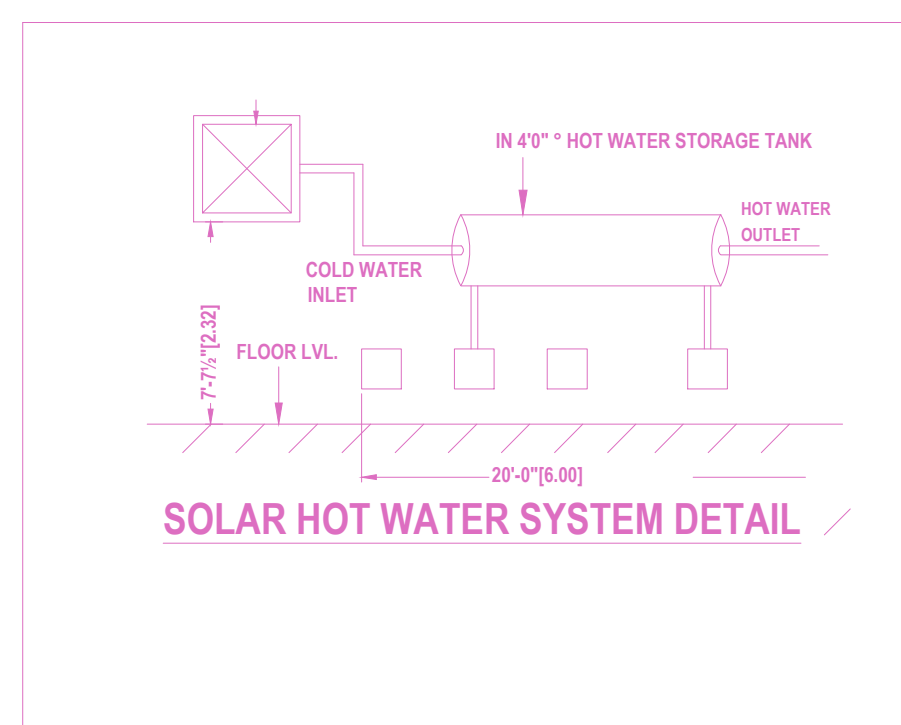 IN 4'0" ° HOT WATER STORAGE TANK
HOT WATER
OUTLET
COLD WATER
INLET
7'-7½"[2.32]
FLOOR LVL.
20'-0"[6.00]
SOLAR HOT WATER SYSTEM DETAIL